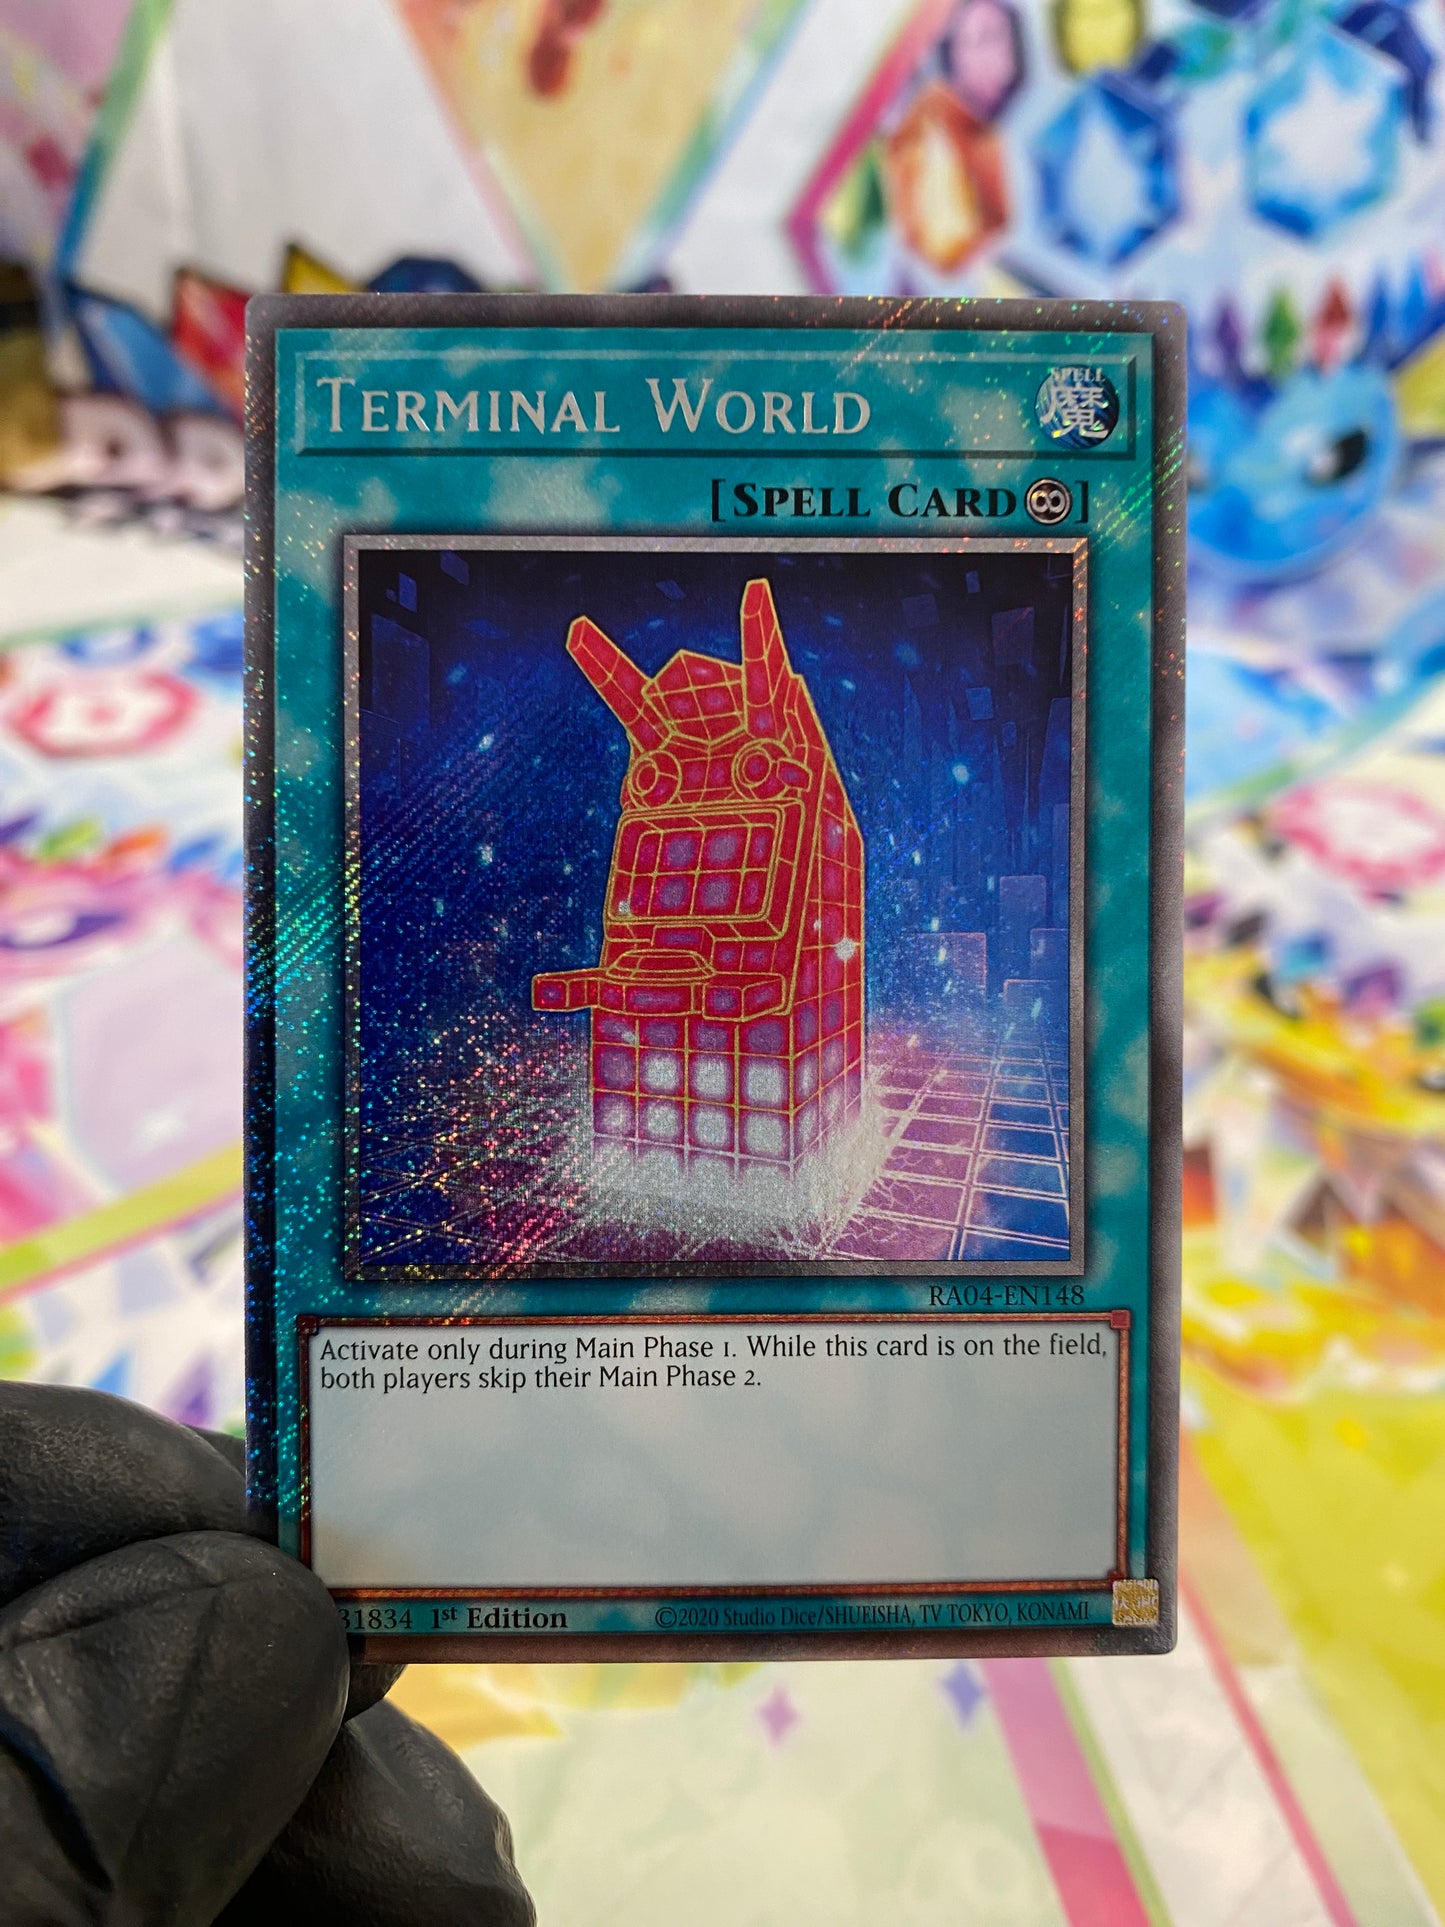 TERMINAL WORLD
SPELL
魔
[SPELL CARD∞]
RA04-EN148
Activate only during Main Phase 1. While this card is on the field,
both players skip their Main Phase 2.
31834 1st Edition ©2020 Studio Dice/SHUEISHA, TV TOKYO, KONAMI